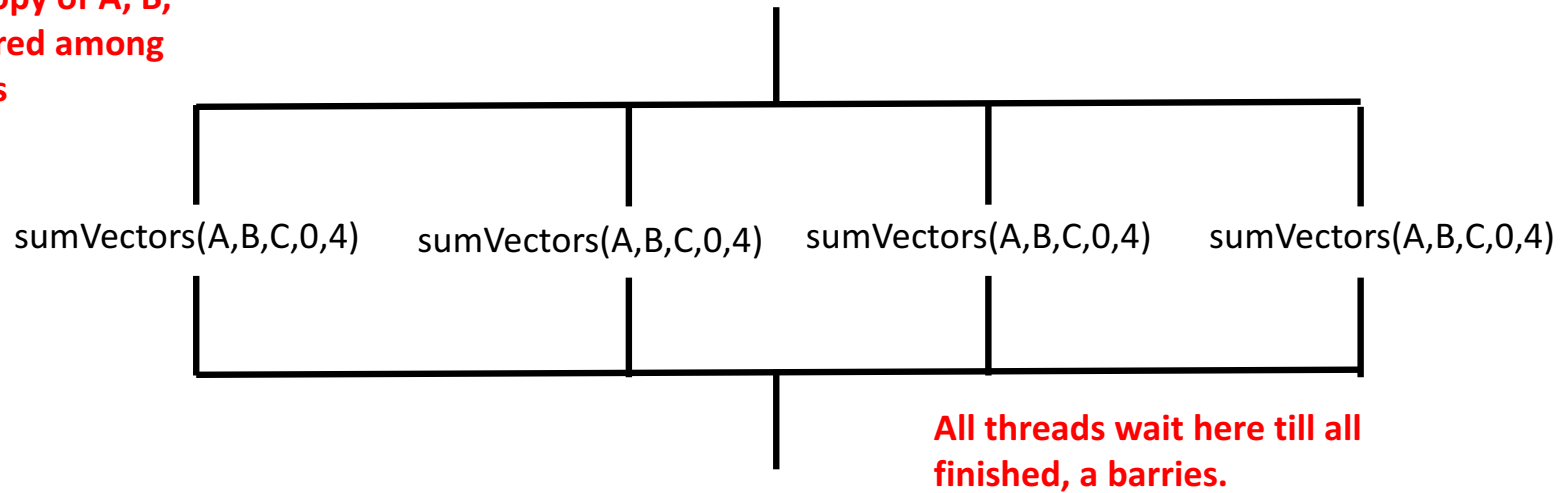 of A, B,
red among
sumVectors(A,B,C,0,4) sumVectors(A,B,C,0,4) sumVectors(A,B,C,0,4) sumVectors(A,B,C,0,4)
All threads wait here till all
finished, a barries.